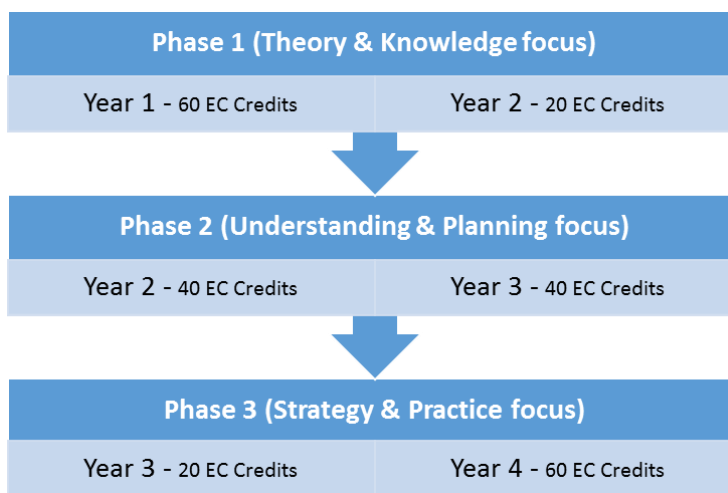 Phase 1 (Theory & Knowledge focus)
Year 1 - 60 EC Credits
Year 2 - 20 EC Credits
Phase 2 (Understanding & Planning focus)
Year 2 - 40 EC Credits
Year 3 - 40 EC Credits
Phase 3 (Strategy & Practice focus)
Year 3 - 20 EC Credits
Year 4 - 60 EC Credits